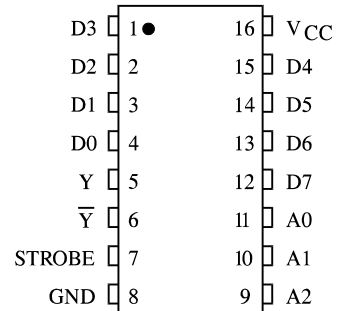 D3 1 16 VCC
D2 2 15 D4
D1 3 14 D5
D0 4 13 D6
Y 5 12 D7
Y̅ 6 11 A0
STROBE 7 10 A1
GND 8 9 A2